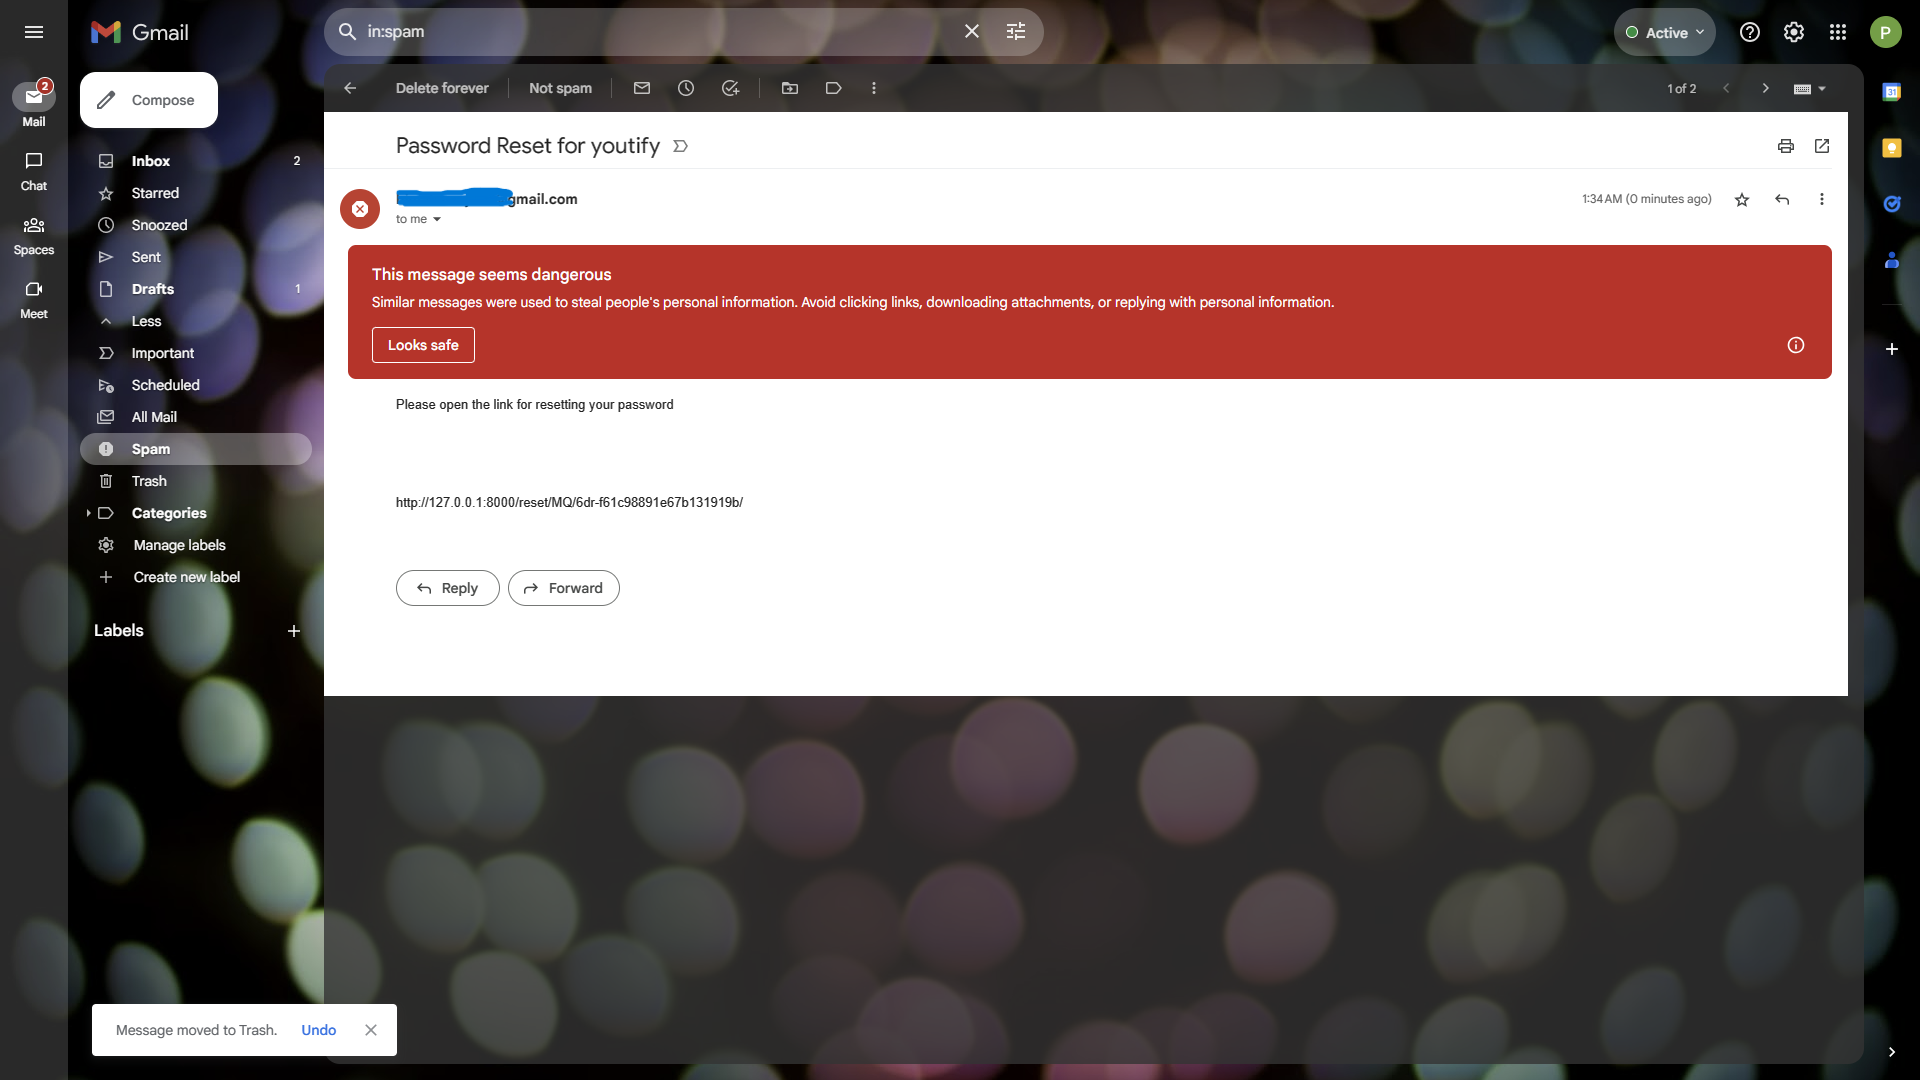 Gmail
in:spam
Active
P
2
Mail
Chat
Spaces
Meet
Compose
Inbox 2
Starred
Snoozed
Sent
Drafts 1
Less
Important
Scheduled
All Mail
Spam
Trash
Categories
Manage labels
Create new label
Labels
Delete forever
Not spam
1 of 2
31
Password Reset for youtify
gmail.com
to me
1:34 AM (0 minutes ago)
This message seems dangerous
Similar messages were used to steal people's personal information. Avoid clicking links, downloading attachments, or replying with personal information.
Looks safe
Please open the link for resetting your password
http://127.0.0.1:8000/reset/MQ/6dr-f61c98891e67b131919b/
Reply
Forward
Message moved to Trash.
Undo